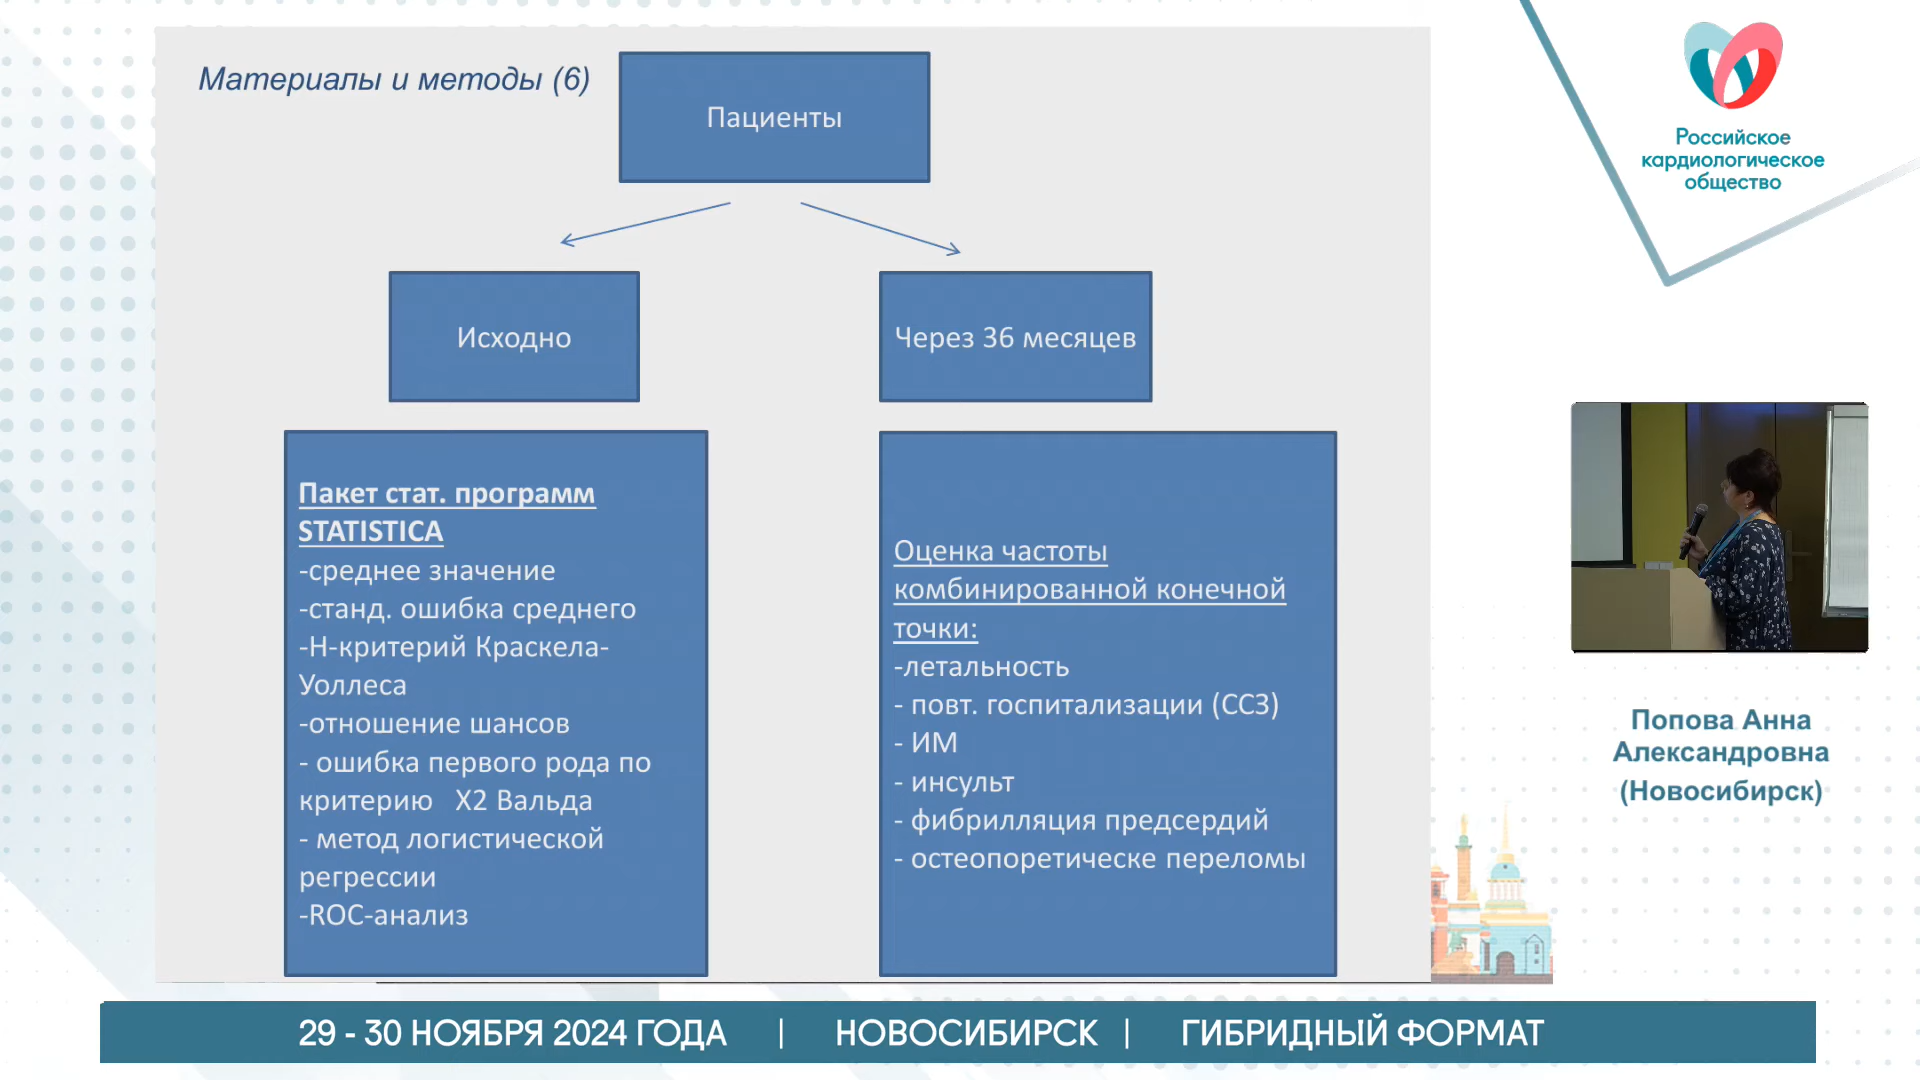 Материалы и методы (6)
Пациенты
Исходно
Через 36 месяцев
Пакет стат. программ
STATISTICA
-среднее значение
-станд. ошибка среднего
-Н-критерий Краскела-
Уоллеса
-отношение шансов
- ошибка первого рода по
критерию Х2 Вальда
- метод логистической
регрессии
-ROC-анализ
Оценка частоты
комбинированной конечной
точки:
-летальность
- повт. госпитализации (ССЗ)
- ИМ
- инсульт
- фибрилляция предсердий
- остеопоретическе переломы
Российское
кардиологическое
общество
Попова Анна
Александровна
(Новосибирск)
29 - 30 НОЯБРЯ 2024 ГОДА | НОВОСИБИРСК | ГИБРИДНЫЙ ФОРМАТ